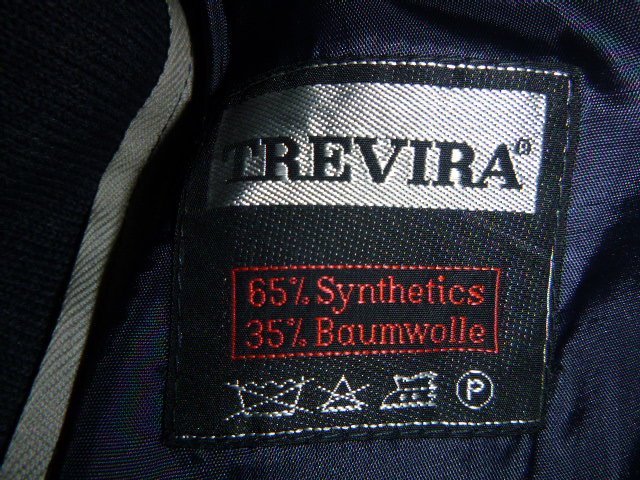 TREVIRA®
65% Synthetics
35% Baumwolle
P